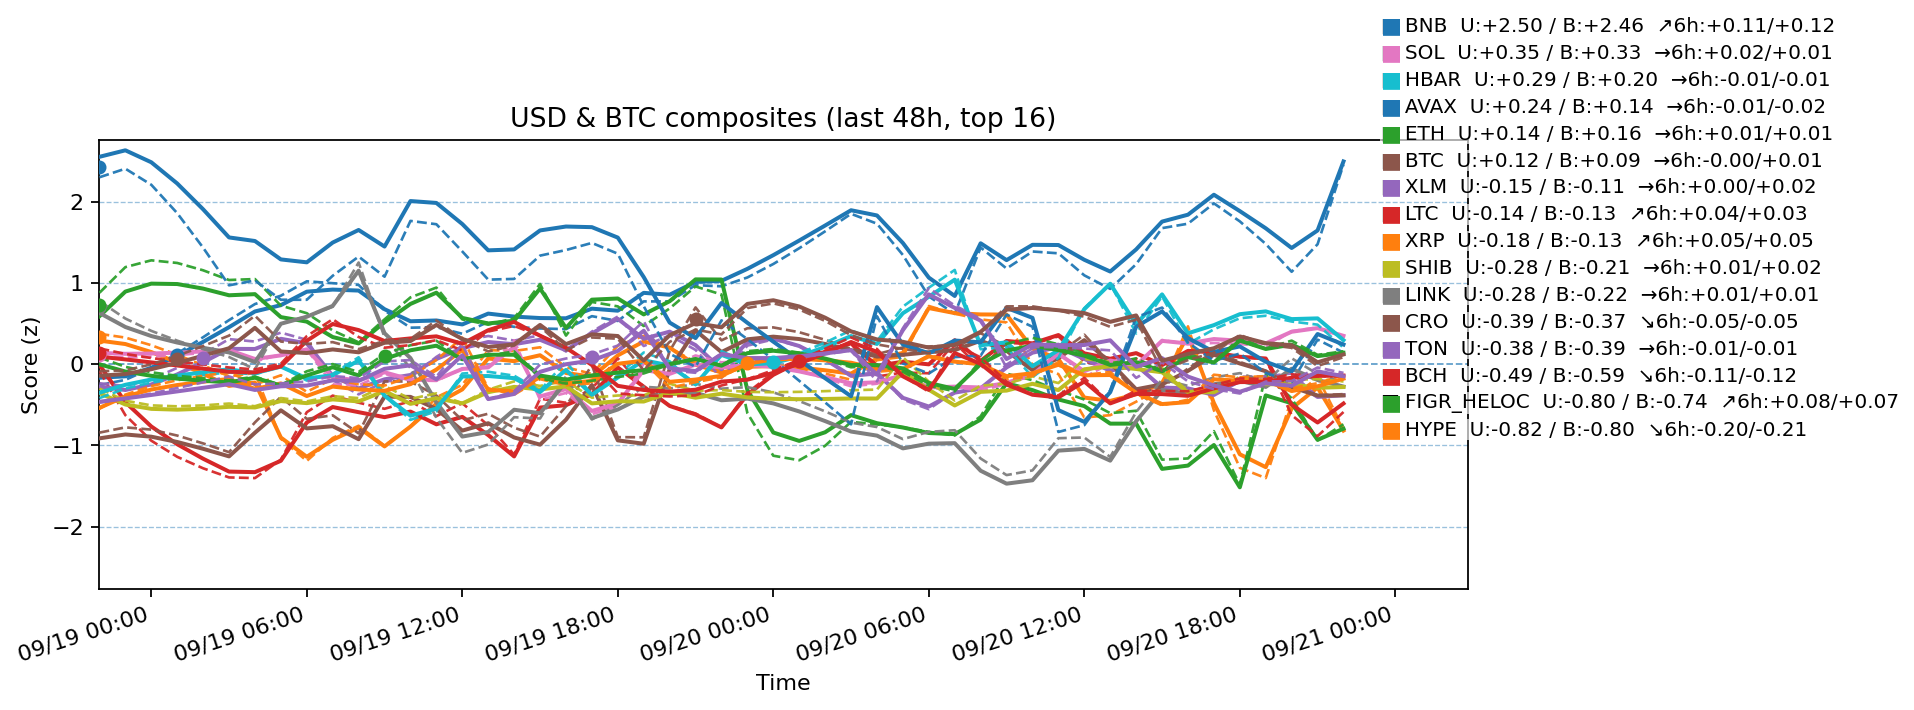 BNB  U:+2.50 / B:+2.46  ↗6h:+0.11/+0.12
SOL  U:+0.35 / B:+0.33  →6h:+0.02/+0.01
HBAR  U:+0.29 / B:+0.20  →6h:-0.01/-0.01
AVAX  U:+0.24 / B:+0.14  →6h:-0.01/-0.02
ETH  U:+0.14 / B:+0.16  →6h:+0.01/+0.01
BTC  U:+0.12 / B:+0.09  →6h:-0.00/+0.01
XLM  U:-0.15 / B:-0.11  →6h:+0.00/+0.02
LTC  U:-0.14 / B:-0.13  ↗6h:+0.04/+0.03
XRP  U:-0.18 / B:-0.13  ↗6h:+0.05/+0.05
SHIB  U:-0.28 / B:-0.21  →6h:+0.01/+0.02
LINK  U:-0.28 / B:-0.22  →6h:+0.01/+0.01
CRO  U:-0.39 / B:-0.37  ↘6h:-0.05/-0.05
TON  U:-0.38 / B:-0.39  →6h:-0.01/-0.01
BCH  U:-0.49 / B:-0.59  ↘6h:-0.11/-0.12
FIGR_HELOC  U:-0.80 / B:-0.74  ↗6h:+0.08/+0.07
HYPE  U:-0.82 / B:-0.80  ↘6h:-0.20/-0.21
USD & BTC composites (last 48h, top 16)
Score (z)
2
1
0
−1
−2
09/19 00:00
09/19 06:00
09/19 12:00
09/19 18:00
09/20 00:00
09/20 06:00
09/20 12:00
09/20 18:00
09/21 00:00
Time